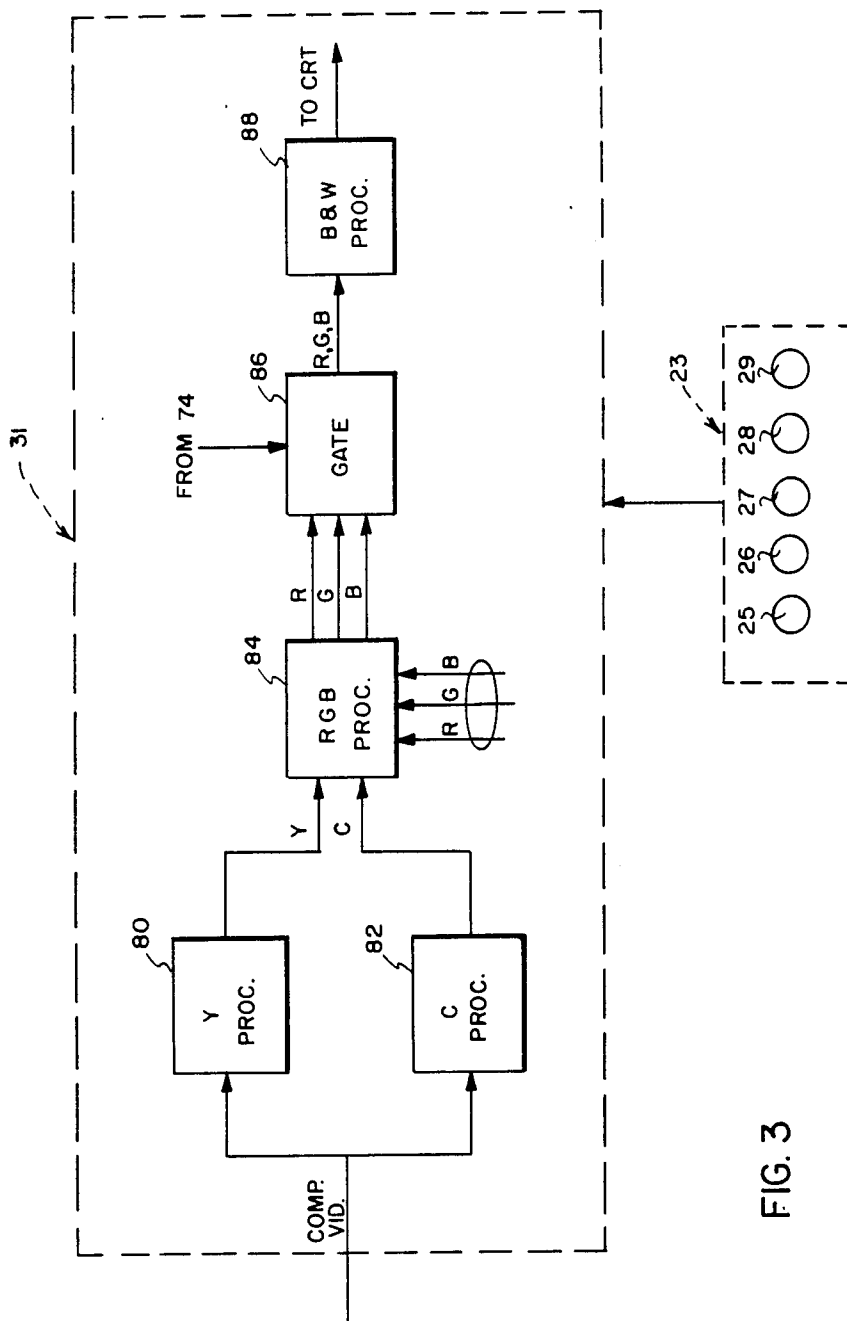 31
COMP.
VID.
80
Y
PROC.
82
C
PROC.
Y
C
84
RGB
PROC.
R
G
B
R
G
B
FROM 74
86
GATE
R,G,B
88
B&W
PROC.
TO CRT
23
25
26
27
28
29
FIG. 3